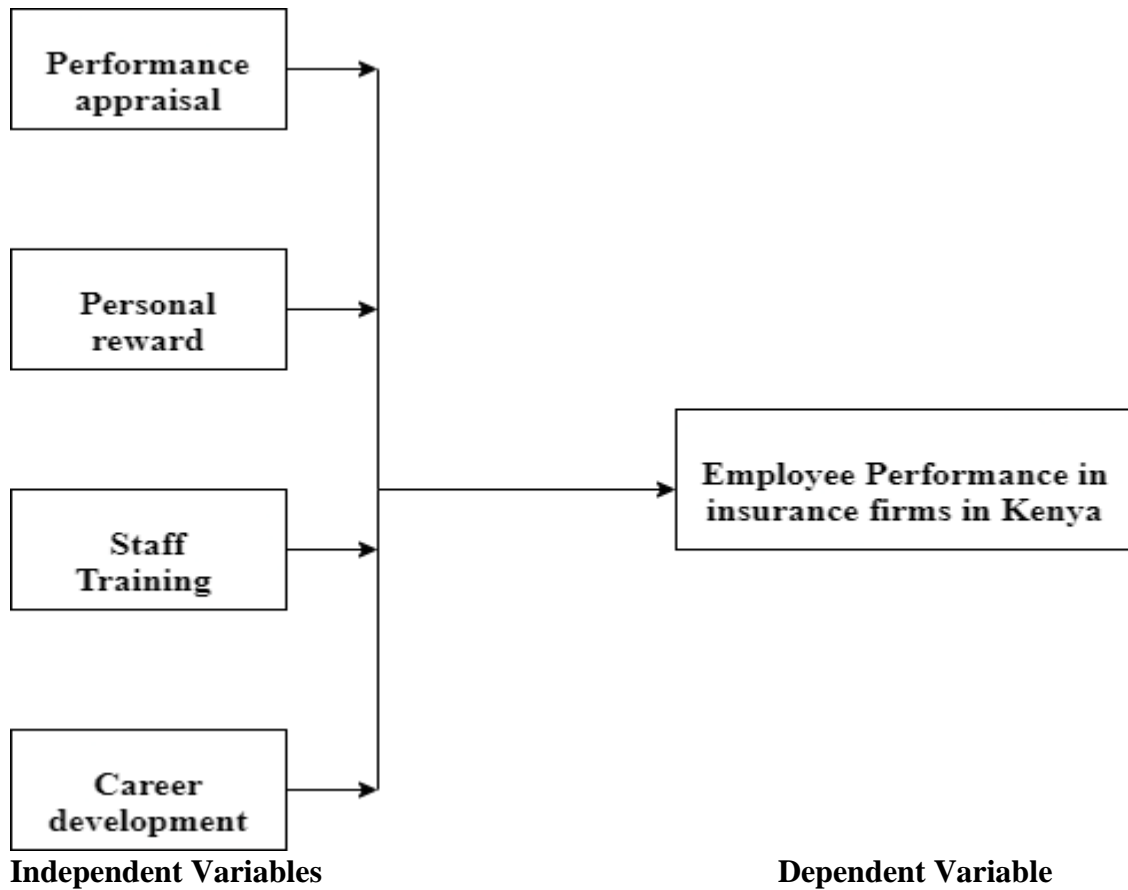 Performance
appraisal
Personal
reward
Staff
Training
Career
development
Employee Performance in
insurance firms in Kenya
Independent Variables
Dependent Variable